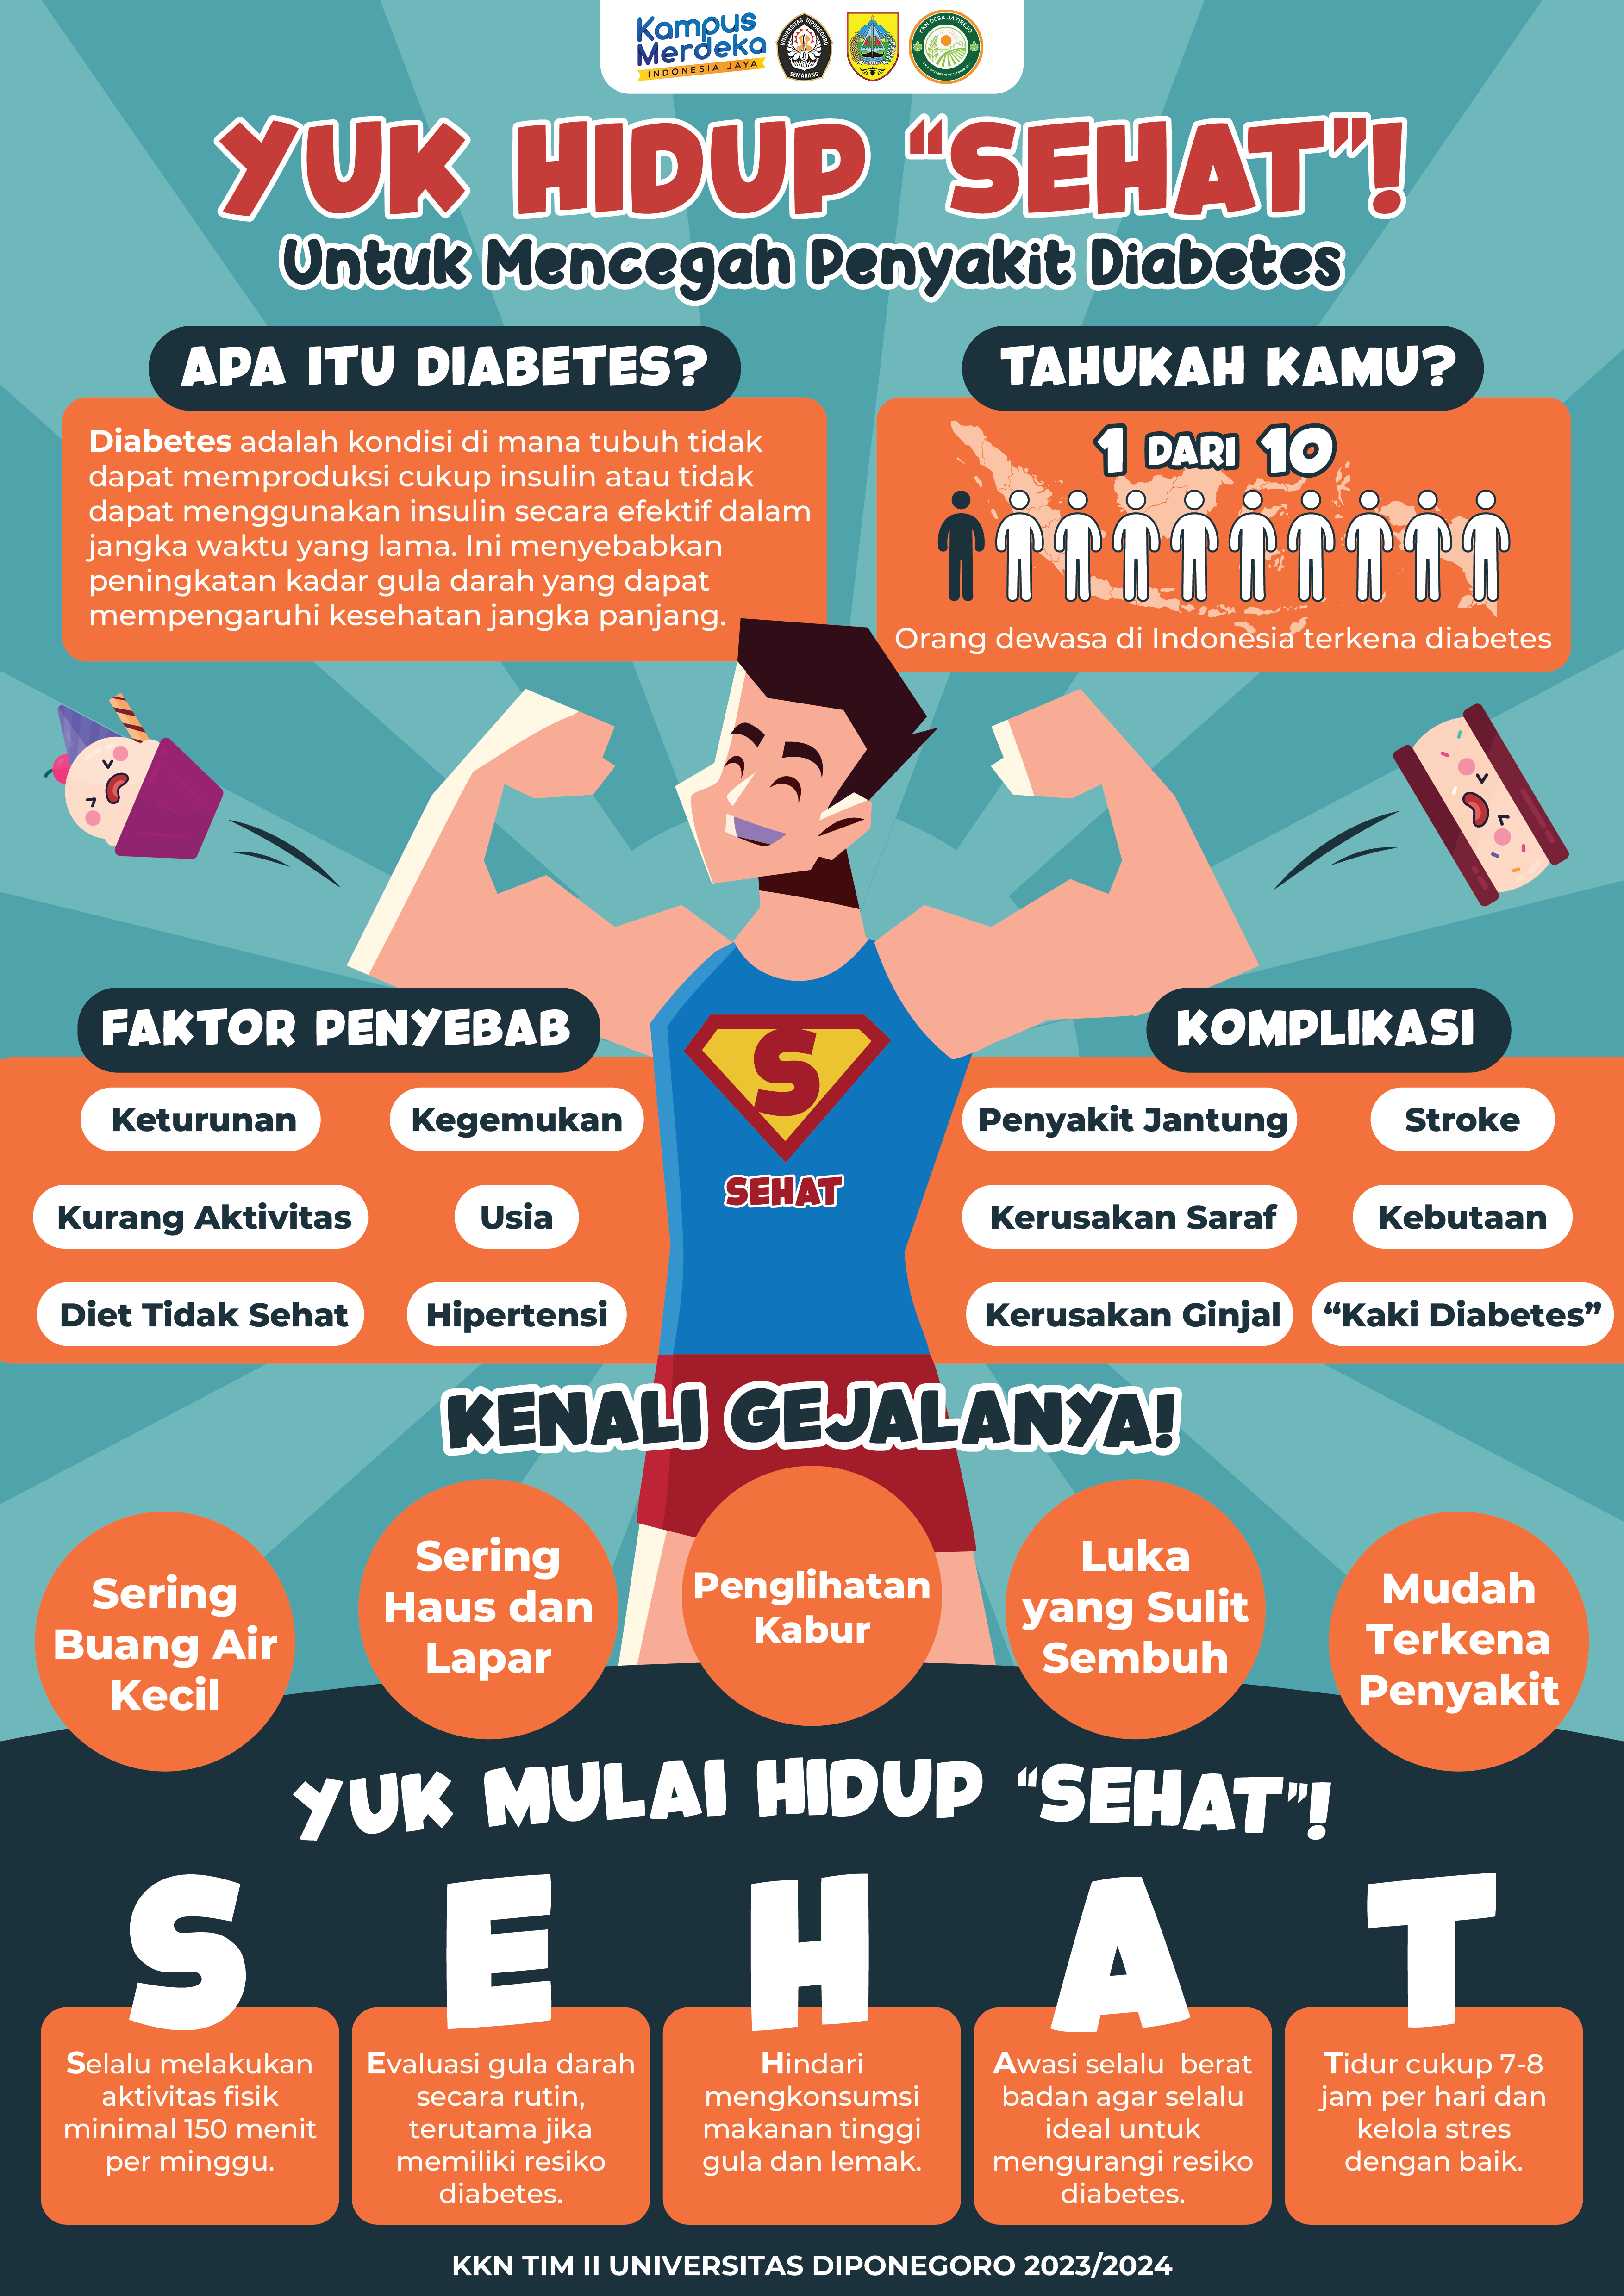 Kampus
Merdeka
INDONESIA JAYA
UNIVERSITAS DIPONEGORO
SEMARANG
KKN DESA JATIREJO
YUK HIDUP “SEHAT”!
Untuk Mencegah Penyakit Diabetes
APA ITU DIABETES?
Diabetes adalah kondisi di mana tubuh tidak
dapat memproduksi cukup insulin atau tidak
dapat menggunakan insulin secara efektif dalam
jangka waktu yang lama. Ini menyebabkan
peningkatan kadar gula darah yang dapat
mempengaruhi kesehatan jangka panjang.
TAHUKAH KAMU?
1 DARI 10
Orang dewasa di Indonesia terkena diabetes
S
SEHAT
FAKTOR PENYEBAB
Keturunan
Kegemukan
Kurang Aktivitas
Usia
Diet Tidak Sehat
Hipertensi
KOMPLIKASI
Penyakit Jantung
Stroke
Kerusakan Saraf
Kebutaan
Kerusakan Ginjal
“Kaki Diabetes”
KENALI GEJALANYA!
Sering
Buang Air
Kecil
Sering
Haus dan
Lapar
Penglihatan
Kabur
Luka
yang Sulit
Sembuh
Mudah
Terkena
Penyakit
YUK MULAI HIDUP “SEHAT”!
S
Selalu melakukan
aktivitas fisik
minimal 150 menit
per minggu.
E
Evaluasi gula darah
secara rutin,
terutama jika
memiliki resiko
diabetes.
H
Hindari
mengkonsumsi
makanan tinggi
gula dan lemak.
A
Awasi selalu berat
badan agar selalu
ideal untuk
mengurangi resiko
diabetes.
T
Tidur cukup 7-8
jam per hari dan
kelola stres
dengan baik.
KKN TIM II UNIVERSITAS DIPONEGORO 2023/2024